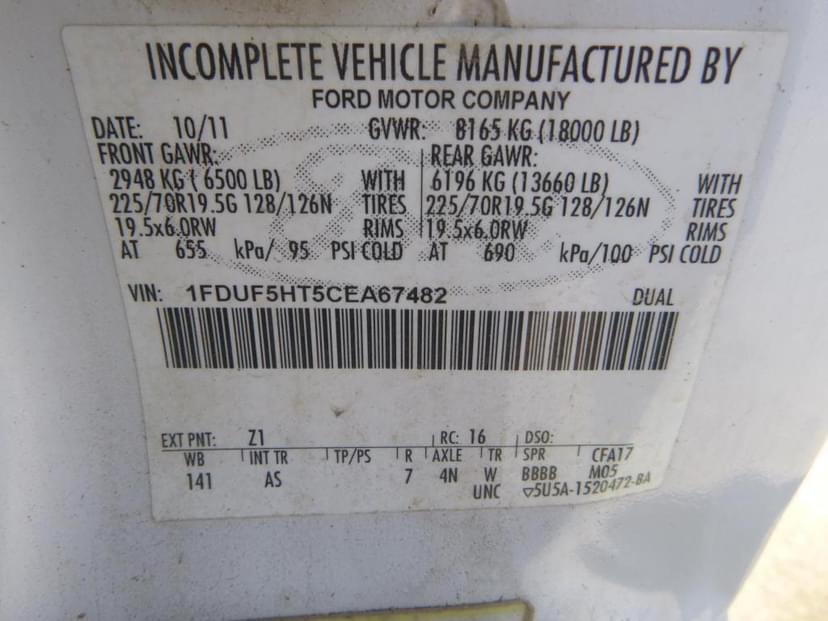 INCOMPLETE VEHICLE MANUFACTURED BY
FORD MOTOR COMPANY
DATE: 10/11 GVWR: 8165 KG (18000 LB)
FRONT GAWR: REAR GAWR:
2948 KG ( 6500 LB) WITH 6196 KG (13660 LB) WITH
225/70R19.5G 128/126N TIRES 225/70R19.5G 128/126N TIRES
19.5x6.0RW RIMS 19.5x6.0RW RIMS
AT 655 kPa/ 95 PSI COLD AT 690 kPa/100 PSI COLD
VIN: 1FDUF5HT5CEA67482 DUAL
EXT PNT: Z1 RC: 16 DSO:
WB INT TR TP/PS R AXLE TR SPR CFA17
141 AS 7 4N W BBBB M05
UNC ▽5U5A-1520472-BA